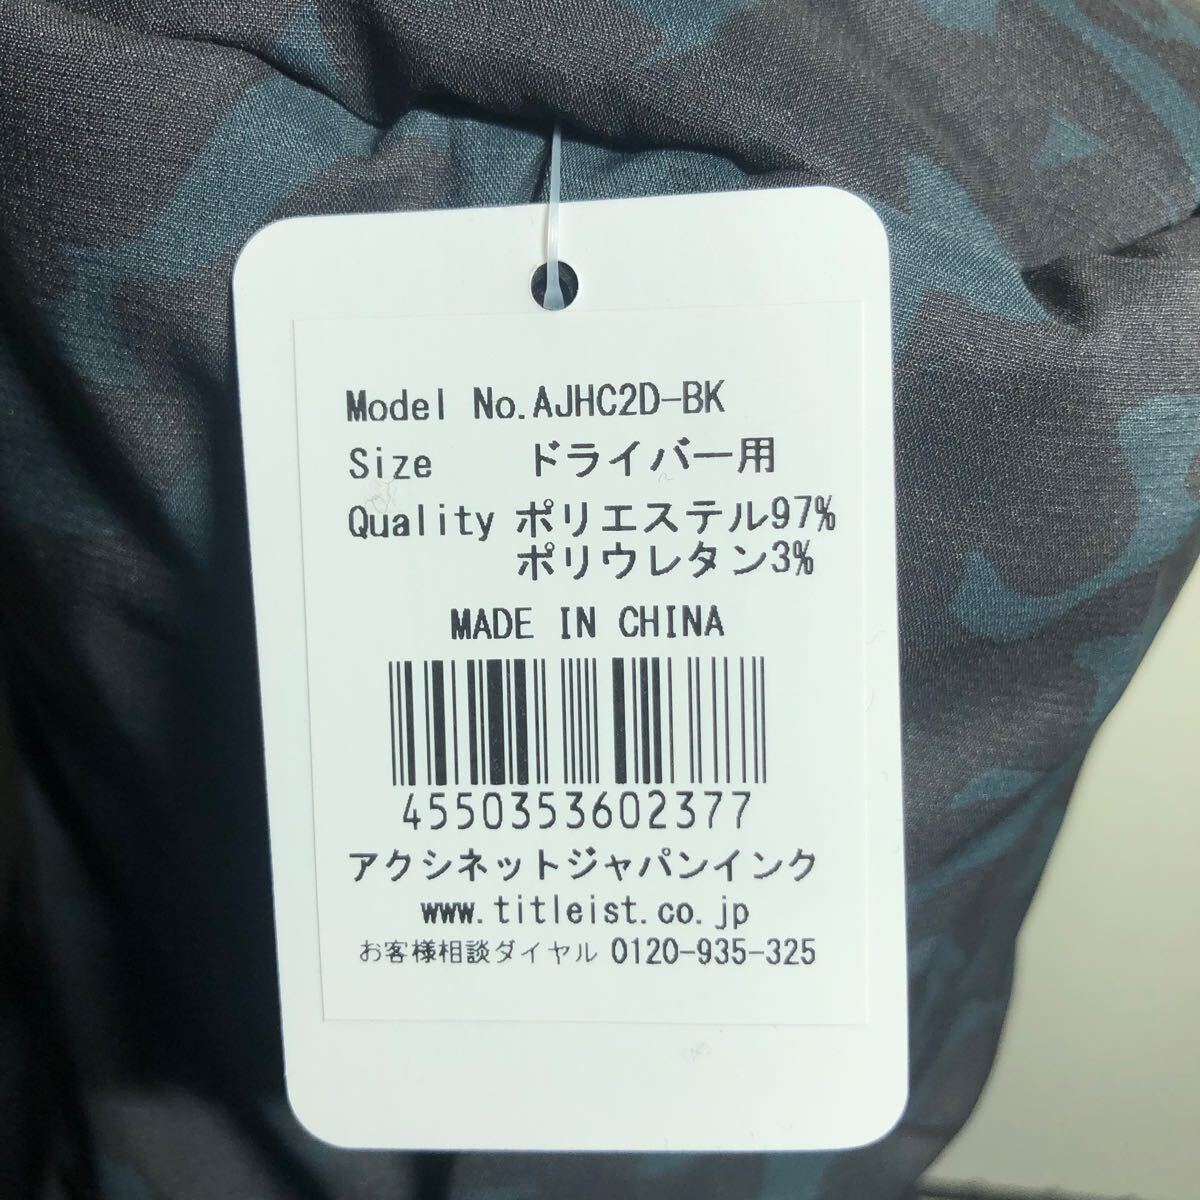 Model No.AJHC2D-BK
Size ドライバー用
Quality ポリエステル97%
ポリウレタン3%
MADE IN CHINA
4550353602377
アクシネットジャパンインク
www.titleist.co.jp
お客様相談ダイヤル 0120-935-325